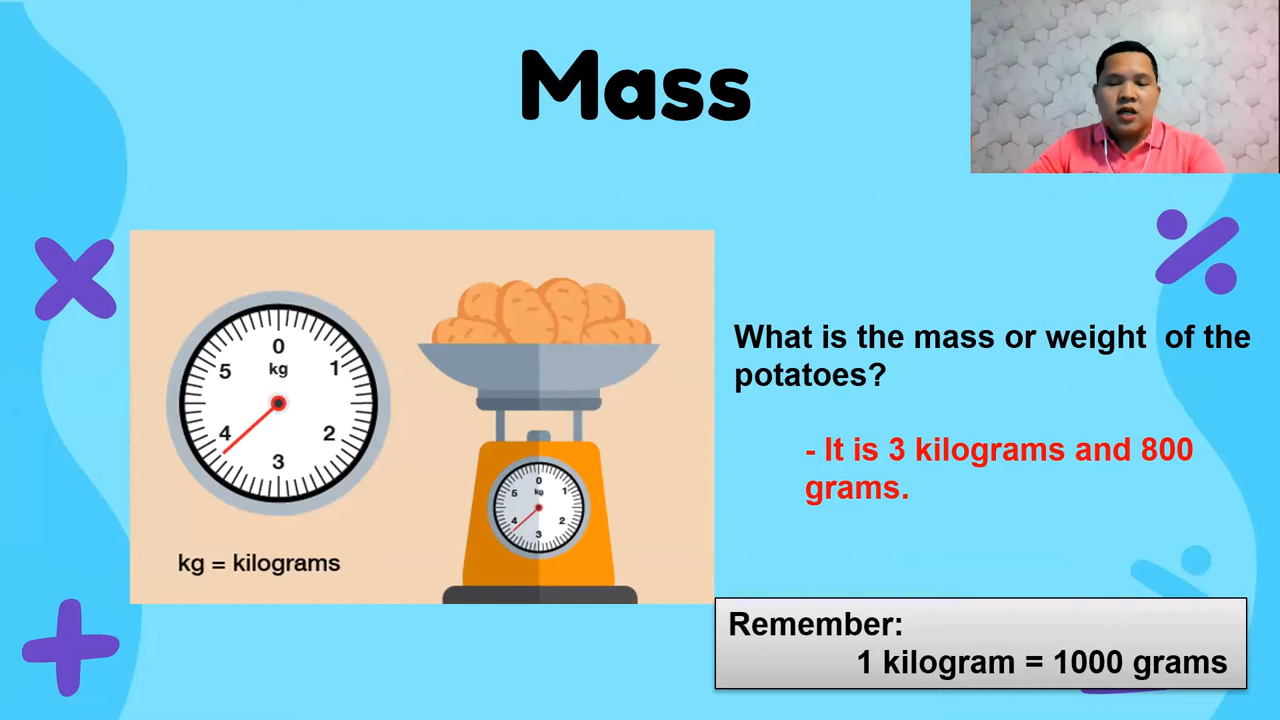 Mass
0
kg
5
1
4
2
3
kg = kilograms
0
kg
5
1
4
2
3
What is the mass or weight of the
potatoes?
- It is 3 kilograms and 800
grams.
Remember:
1 kilogram = 1000 grams